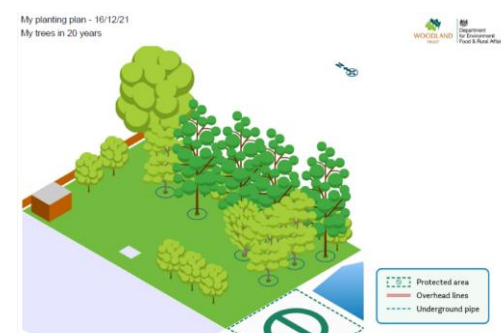 My planting plan - 16/12/21
My trees in 20 years
WOODLAND
TRUST
Department
for Environment
Food & Rural Affairs
N
Protected area
Overhead lines
Underground pipe